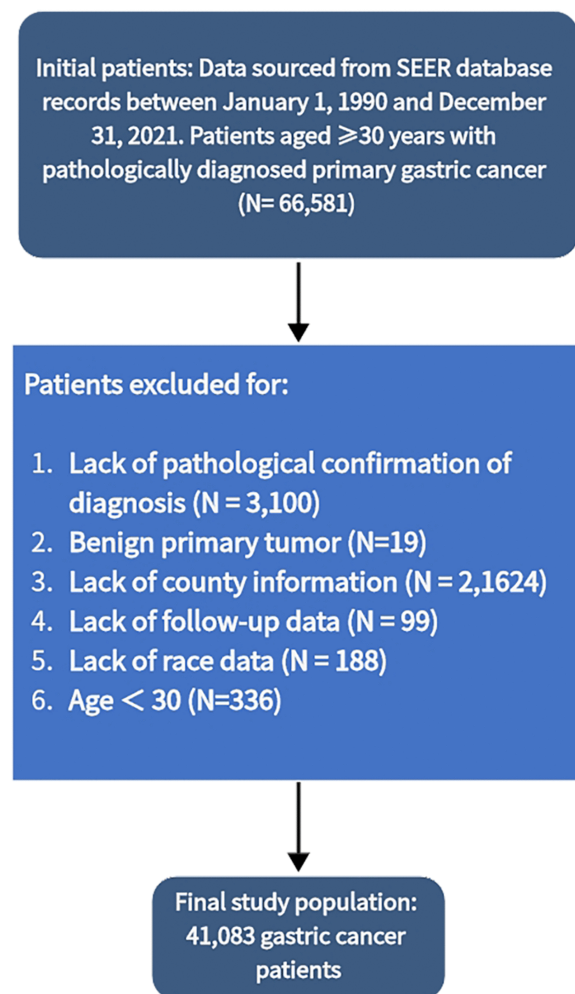 Initial patients: Data sourced from SEER database
records between January 1, 1990 and December
31, 2021. Patients aged ⩾30 years with
pathologically diagnosed primary gastric cancer
(N= 66,581)
Patients excluded for:
1. Lack of pathological confirmation of
diagnosis (N = 3,100)
2. Benign primary tumor (N=19)
3. Lack of county information (N = 2,1624)
4. Lack of follow-up data (N = 99)
5. Lack of race data (N = 188)
6. Age < 30 (N=336)
Final study population:
41,083 gastric cancer
patients